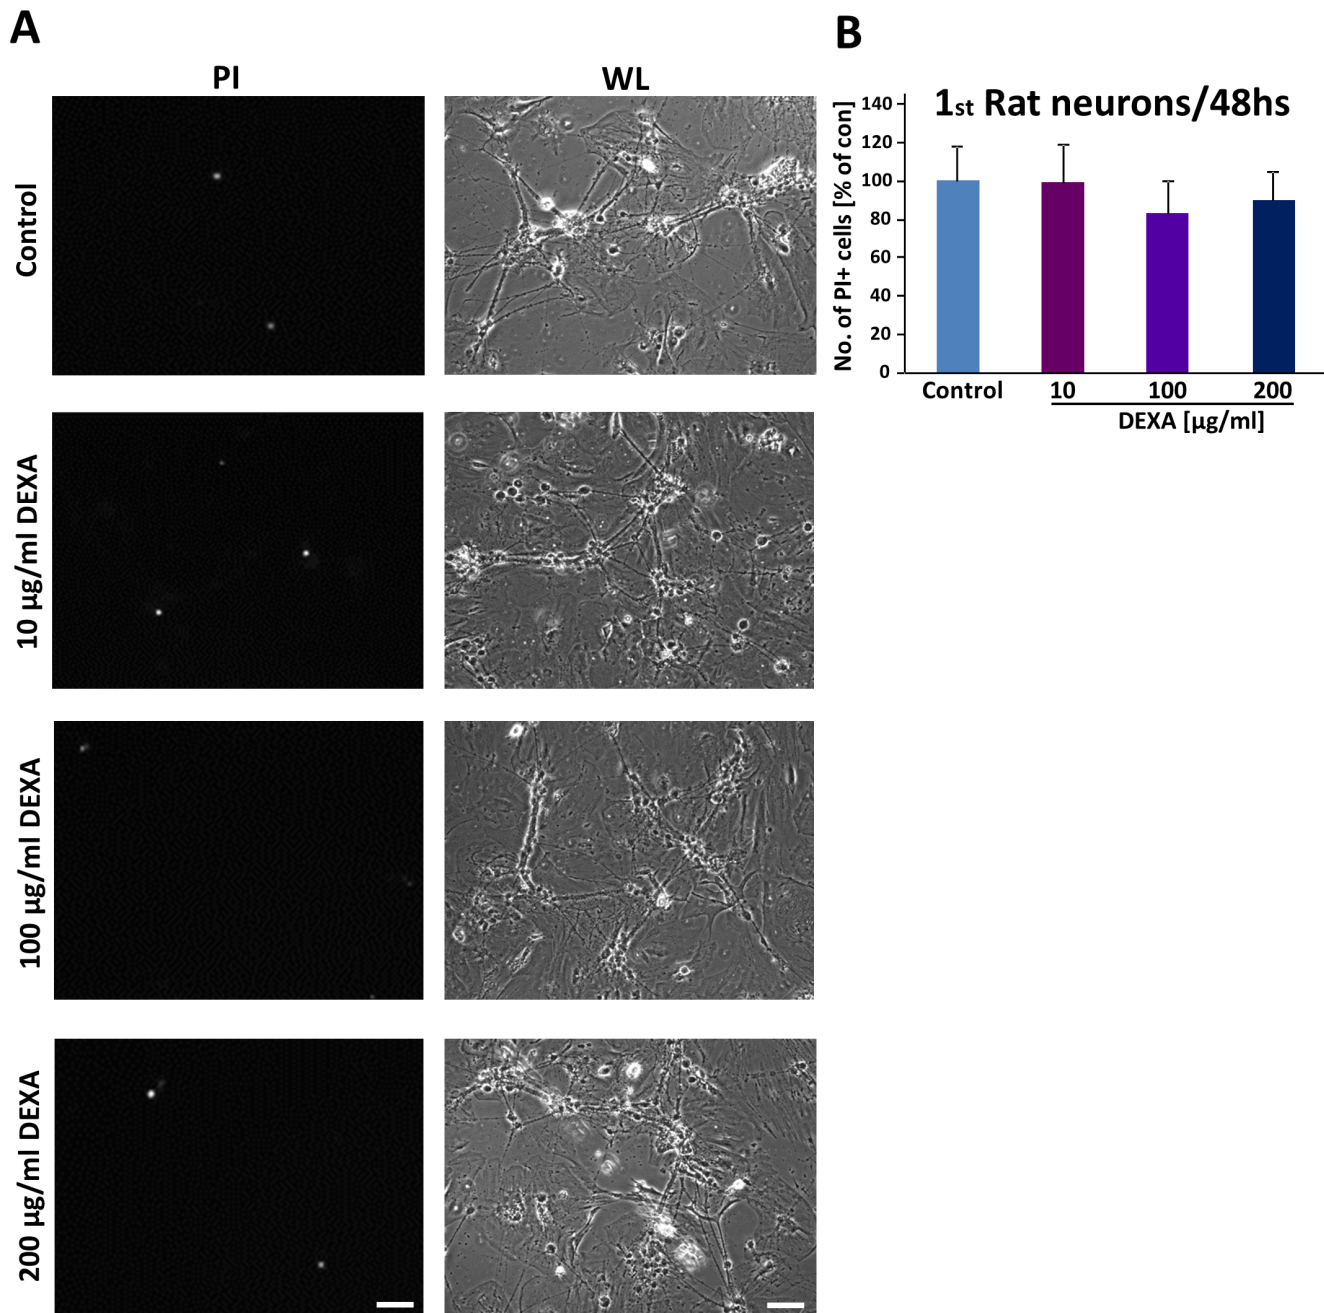 A
PI
WL
Control
10 µg/ml DEXA
100 µg/ml DEXA
200 µg/ml DEXA
B
1st Rat neurons/48hs
No. of PI+ cells [% of con]
140
120
100
80
60
40
20
0
Control 10 100 200
DEXA [µg/ml]